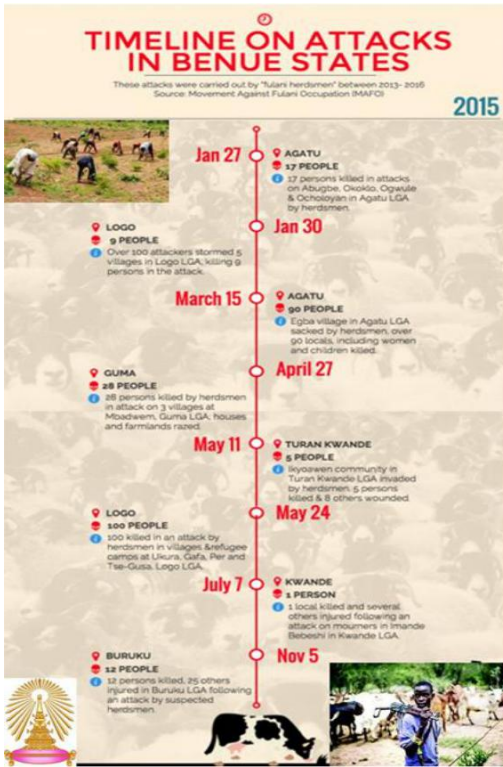 TIMELINE ON ATTACKS
IN BENUE STATES
These attacks were carried out by "fulani herdsmen" between 2013- 2016
Source: Movement Against Fulani Occupation (MAFO)
2015
Jan 27
AGATU
17 PEOPLE
17 persons killed in attacks
on Abugbe, Okoklo, Ogwule
& Ocholoyan in Agatu LGA
by herdsmen.
Jan 30
LOGO
9 PEOPLE
Over 100 attackers stormed 5
villages in Logo LGA, killing 9
persons in the attack.
March 15
AGATU
90 PEOPLE
Egba village in Agatu LGA
sacked by herdsmen, over
90 locals, including women
and children killed.
April 27
GUMA
28 PEOPLE
28 persons killed by herdsmen
in attack on 3 villages at
Mbadwem, Guma LGA, houses
and farmlands razed.
May 11
TURAN KWANDE
5 PEOPLE
Ikyoawen community in
Turan Kwande LGA invaded
by herdsmen, 5 persons
killed & 8 others wounded
May 24
LOGO
100 PEOPLE
100 killed in an attack by
herdsmen in villages &refugee
camps at Ukura, Gafa, Per and
Tse-Gusa, Logo LGA.
July 7
KWANDE
1 PERSON
1 local killed and several
others injured following an
attack on mourners in Imande
Bebeshi in Kwande LGA
Nov 5
BURUKU
12 PEOPLE
12 persons killed, 25 others
injured in Buruku LGA following
an attack by suspected
herdsmen.